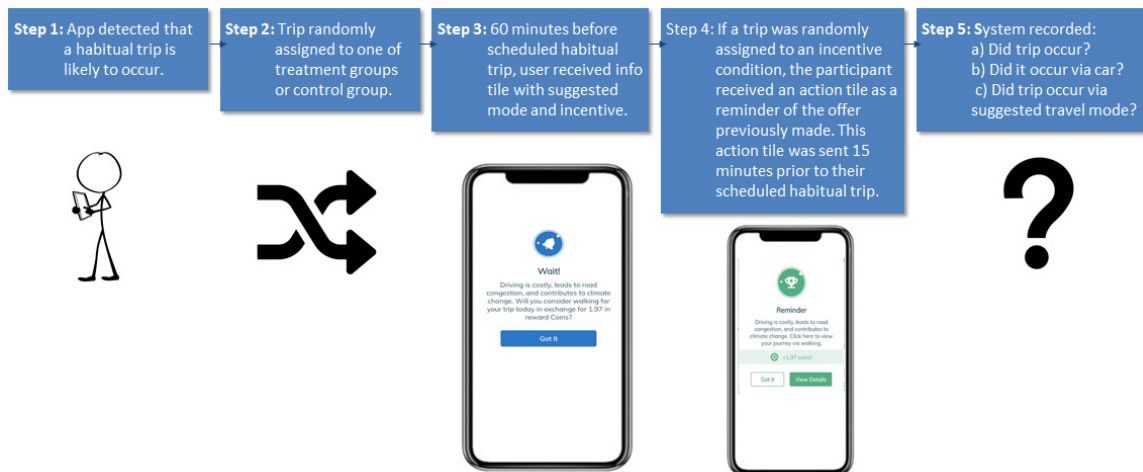 Step 1: App detected that
a habitual trip is
likely to occur.
Step 2: Trip randomly
assigned to one of
treatment groups
or control group.
Step 3: 60 minutes before
scheduled habitual
trip, user received info
tile with suggested
mode and incentive.
Step 4: If a trip was randomly
assigned to an incentive
condition, the participant
received an action tile as a
reminder of the offer
previously made. This
action tile was sent 15
minutes prior to their
scheduled habitual trip.
Step 5: System recorded:
a) Did trip occur?
b) Did it occur via car?
c) Did trip occur via
suggested travel mode?
Wait!
Driving is costly, leads to road
congestion, and contributes to climate
change. Will you consider walking for
your trip today in exchange for 1.97 in
reward Coins?
Got It
Reminder
Driving is costly, leads to road
congestion, and contributes to
climate change. Click here to view
your journey via walking.
+1.97 coins!
Got It
View Details
?